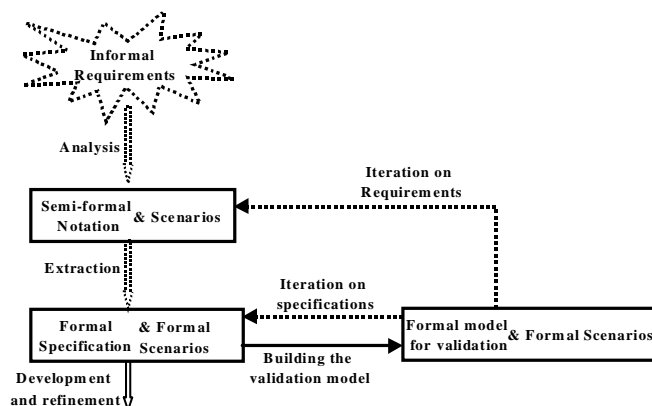 Informal
Requirements
Analysis
Iteration on
Requirements
Semi-formal
Notation & Scenarios
Extraction
Iteration on
specifications
Formal
Specification & Formal
Scenarios
Formal model
for validation & Formal Scenarios
Building the
validation model
Development
and refinement